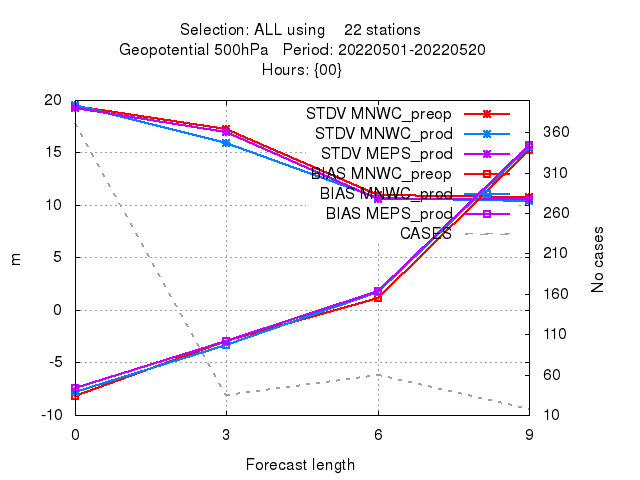 Selection: ALL using    22 stations
Geopotential 500hPa   Period: 20220501-20220520
Hours: {00}
STDV MNWC_preop
STDV MNWC_prod
STDV MEPS_prod
BIAS MNWC_preop
BIAS MNWC_prod
BIAS MEPS_prod
CASES
20
15
10
5
0
-5
-10
m
360
310
260
210
160
110
60
10
No cases
0 3 6 9
Forecast length